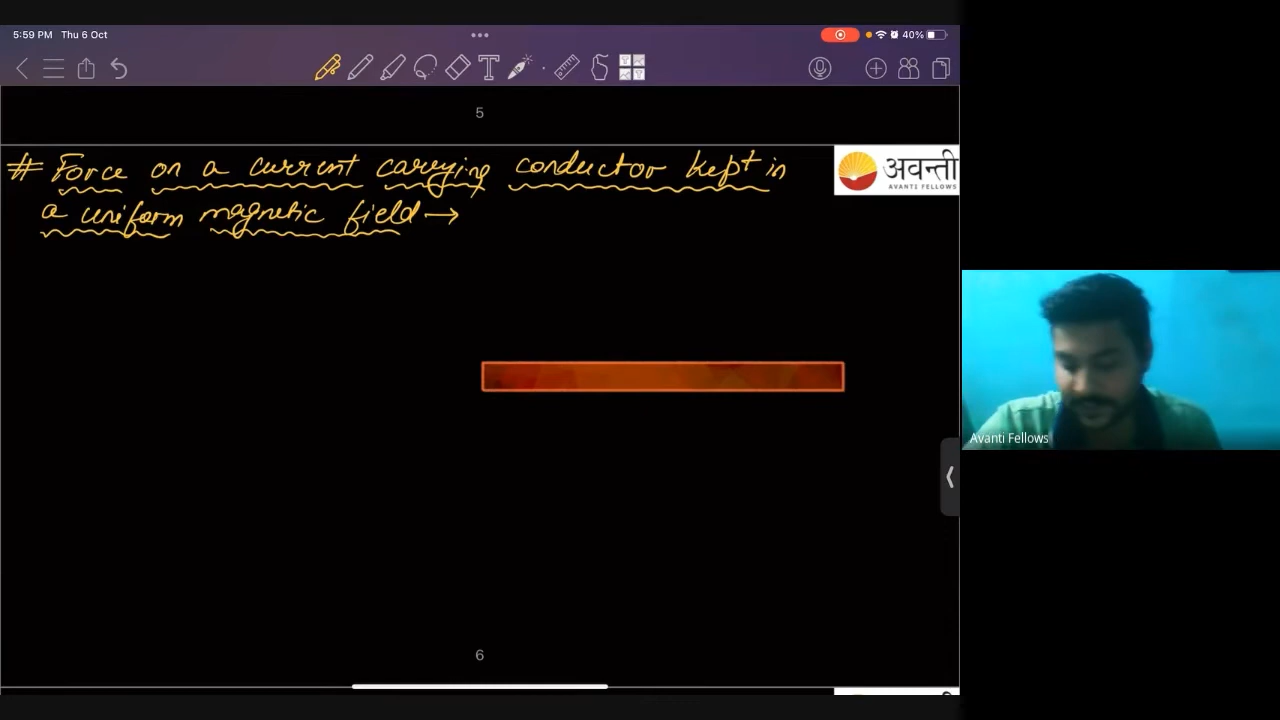 5:59 PM Thu 6 Oct
40%
5
# Force on a current carrying conductor kept in
a uniform magnetic field →
अवन्ती
AVANTI FELLOWS
Avanti Fellows
6